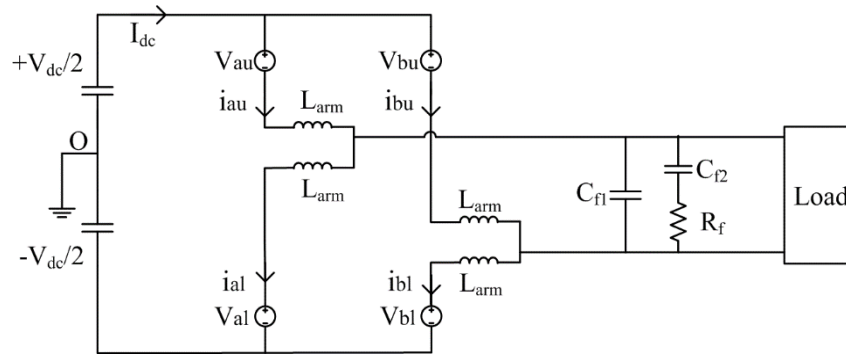 I_dc
+V_dc/2
V_au
V_bu
i_au
L_arm
i_bu
O
L_arm
C_f1
C_f2
R_f
Load
L_arm
-V_dc/2
i_al
i_bl
L_arm
V_al
V_bl